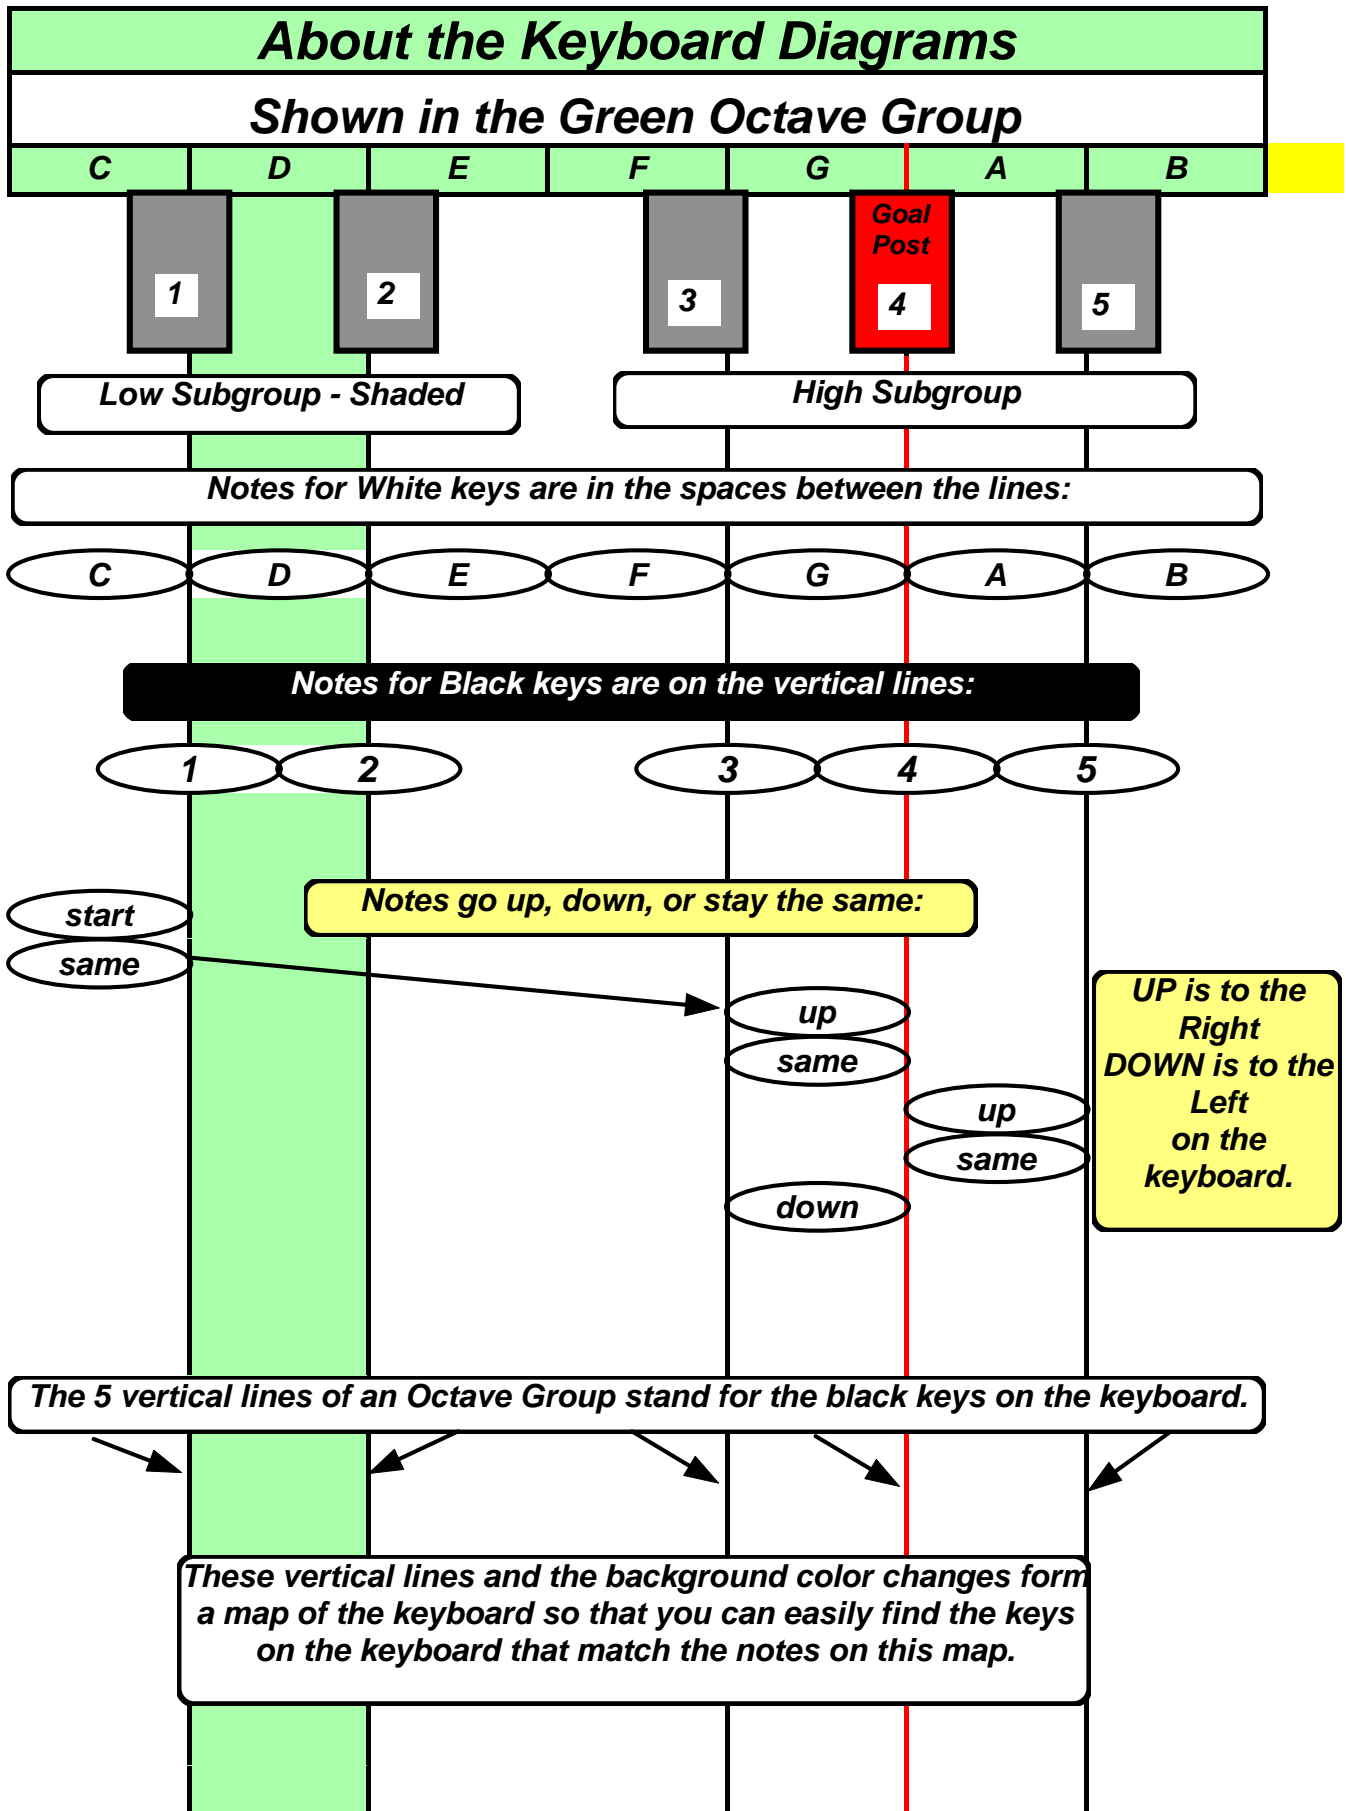 About the Keyboard Diagrams
Shown in the Green Octave Group
C D E F G A B
Goal
Post
1 2 3 4 5
Low Subgroup - Shaded
High Subgroup
Notes for White keys are in the spaces between the lines:
C D E F G A B
Notes for Black keys are on the vertical lines:
1 2 3 4 5
Notes go up, down, or stay the same:
start
same
up
same
up
same
down
UP is to the
Right
DOWN is to the
Left
on the
keyboard.
The 5 vertical lines of an Octave Group stand for the black keys on the keyboard.
These vertical lines and the background color changes form
a map of the keyboard so that you can easily find the keys
on the keyboard that match the notes on this map.